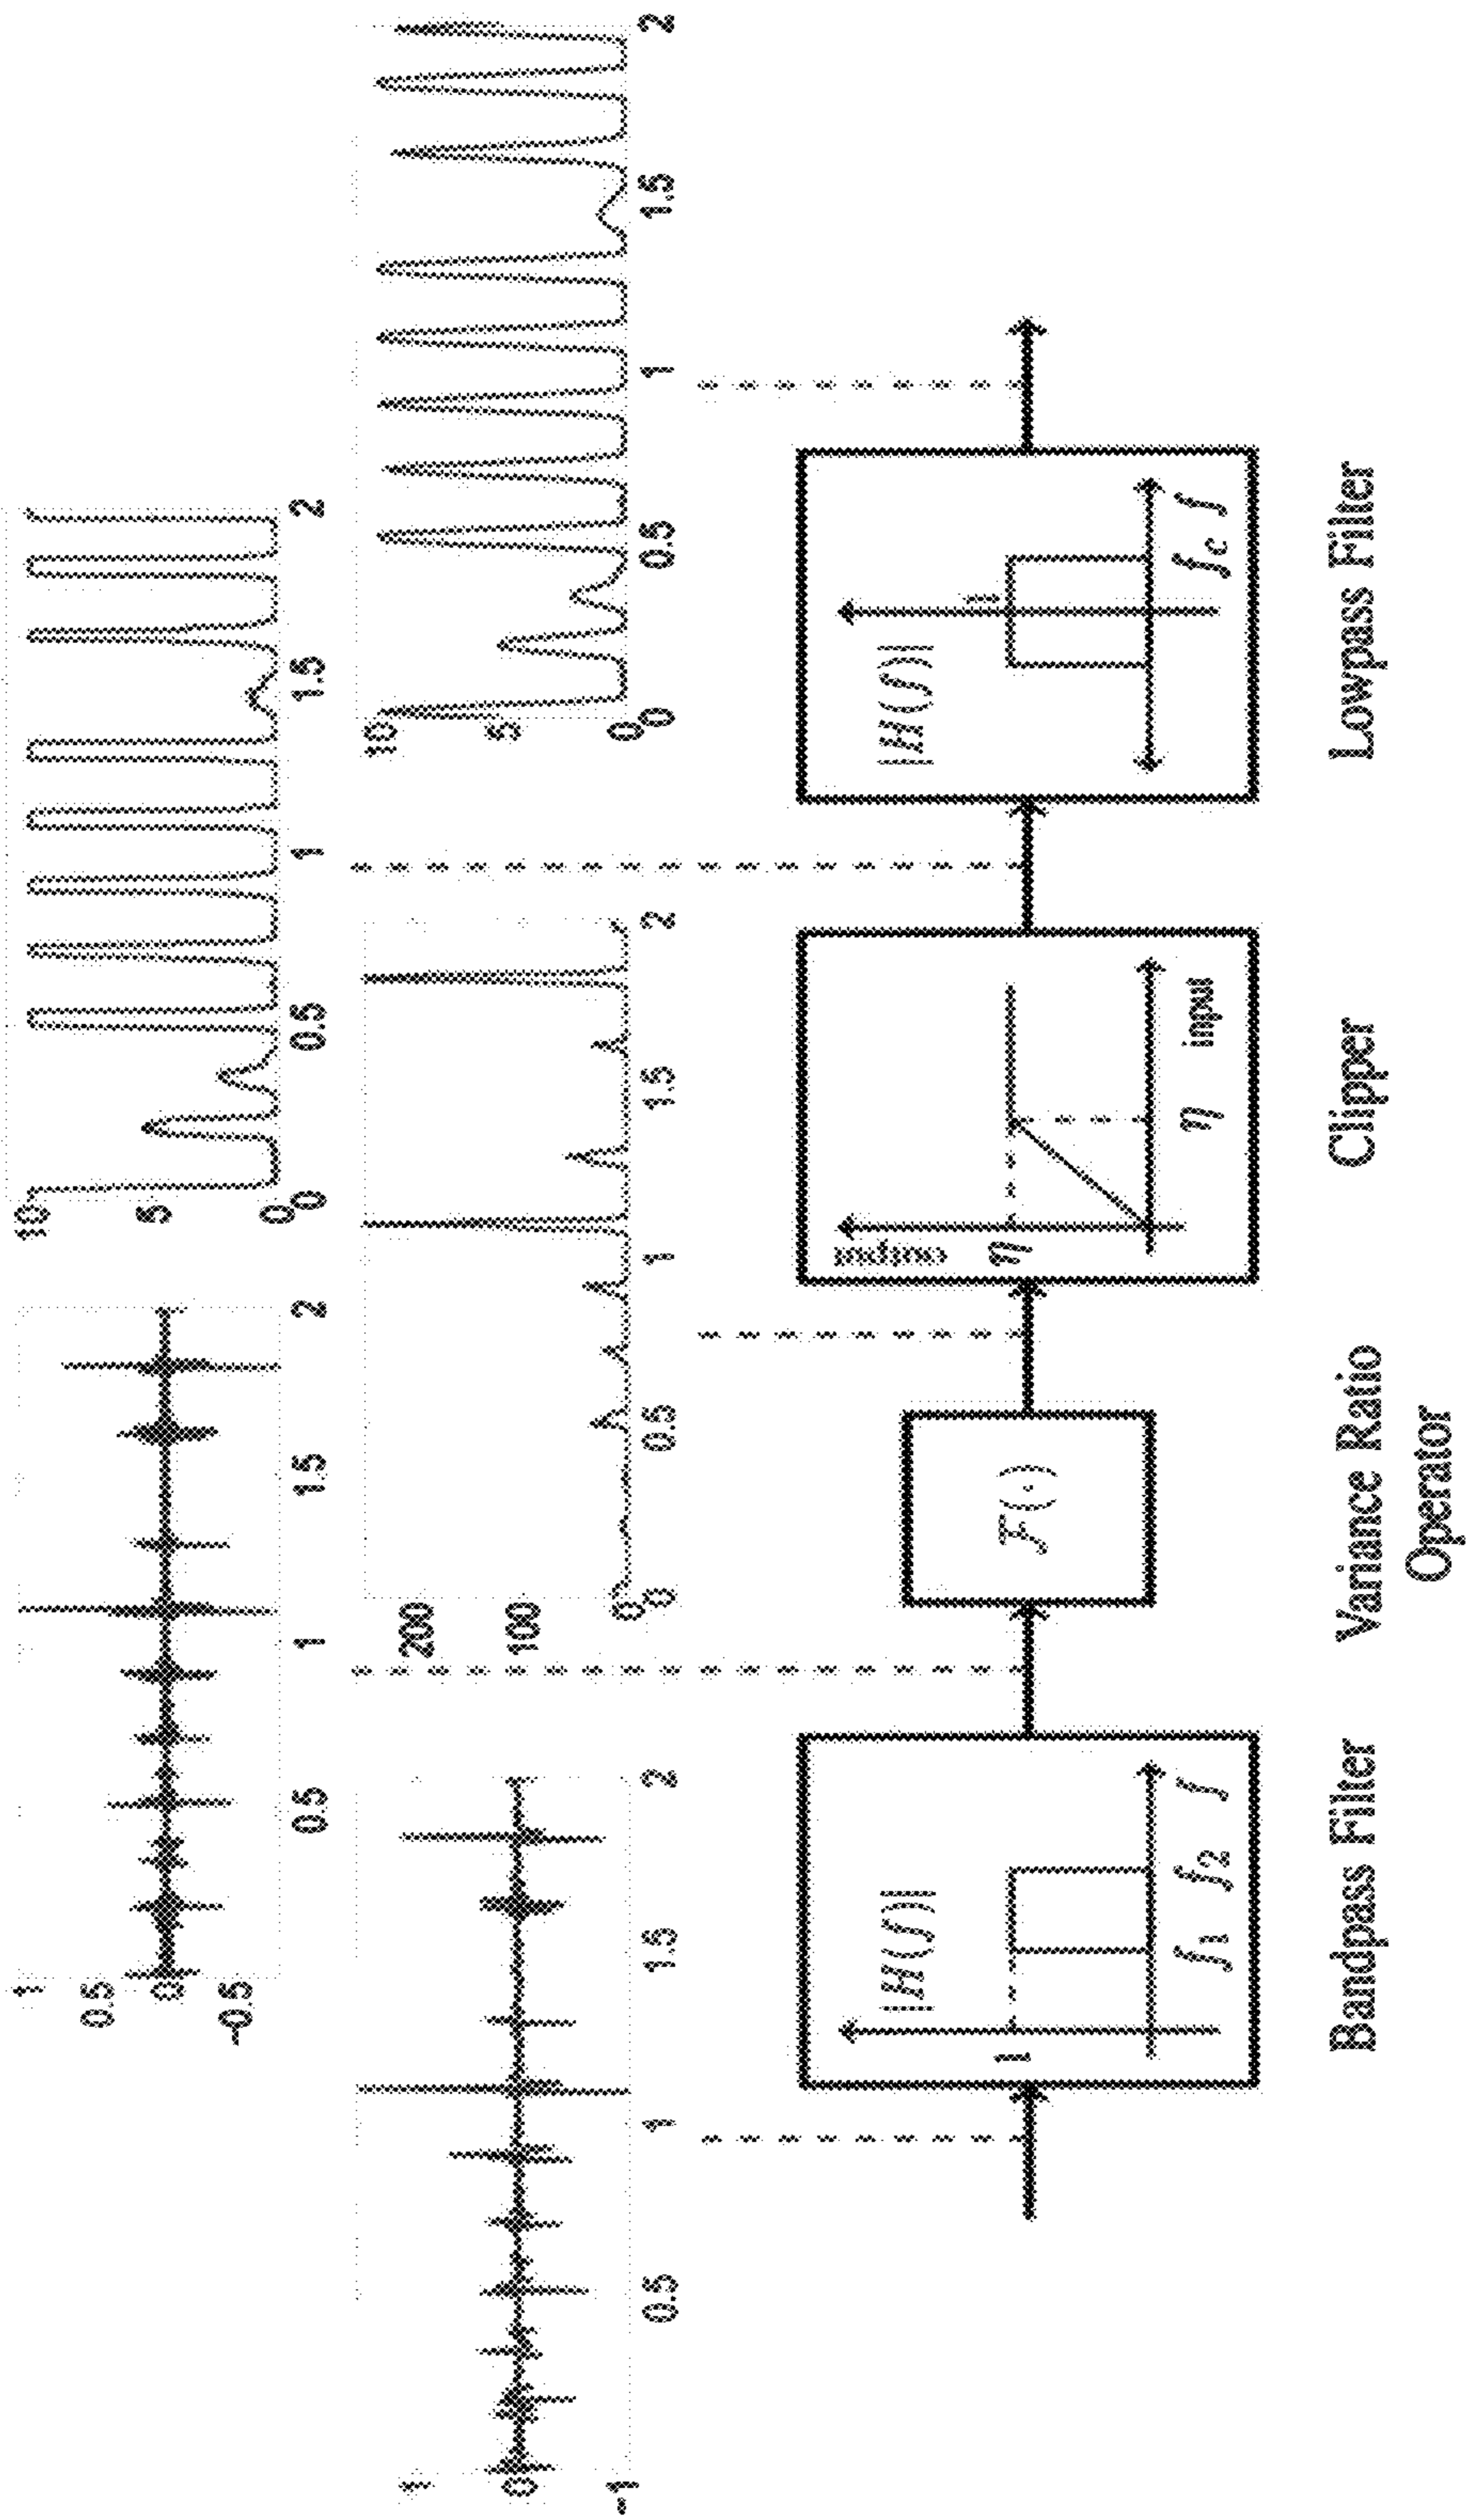 1
0.5
0
-0.5
0.5 1 1.5 2
10
5
0
0 0.5 1 1.5 2
1
0
-1
0.5 1 1.5 2
200
100
0
0 0.5 1 1.5 2
10
5
0
0 0.5 1 1.5 2
|H(f)|
1
f1 f2 f
Bandpass Filter
F(·)
Variance Ratio
Operator
output
η
η input
Clipper
|H(f)|
1
fc f
Lowpass Filter